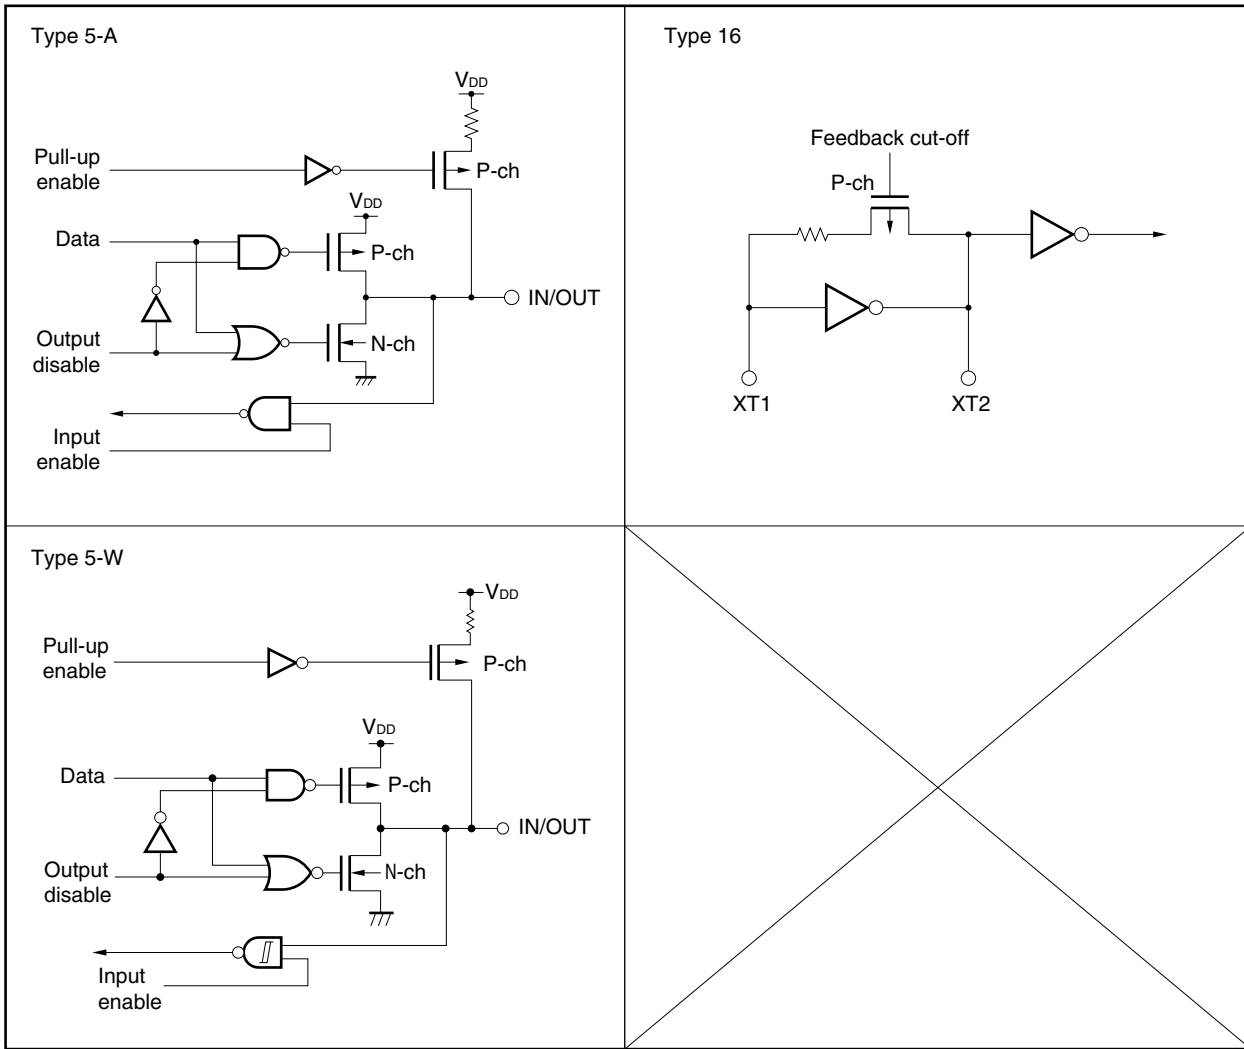 Type 5-A
VDD
Pull-up
enable
P-ch
VDD
Data
P-ch
IN/OUT
Output
disable
N-ch
Input
enable
Type 16
Feedback cut-off
P-ch
XT1
XT2
Type 5-W
VDD
Pull-up
enable
P-ch
VDD
Data
P-ch
IN/OUT
Output
disable
N-ch
Input
enable